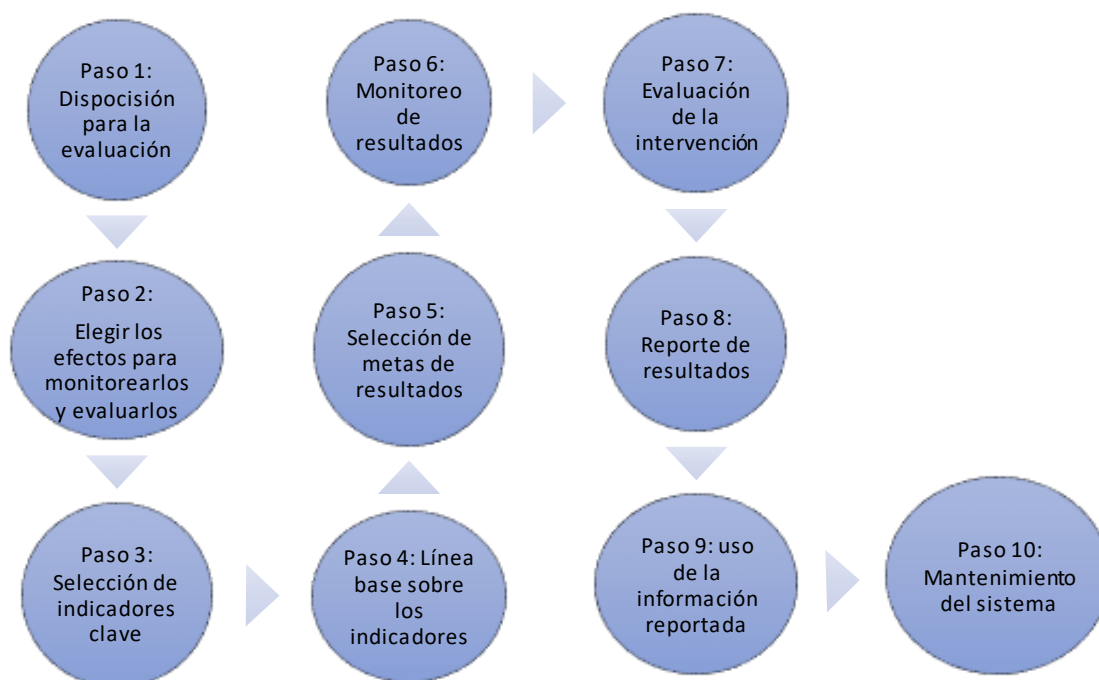 Paso 1:
Dispocisión
para la
evaluación
Paso 2:
Elegir los
efectos para
monitorearlos
y evaluarlos
Paso 3:
Selección de
indicadores
clave
Paso 4: Línea
base sobre
los
indicadores
Paso 5:
Selección de
metas de
resultados
Paso 6:
Monitoreo
de
resultados
Paso 7:
Evaluación
de la
intervención
Paso 8:
Reporte de
resultados
Paso 9: uso
de la
información
reportada
Paso 10:
Mantenimiento
del sistema